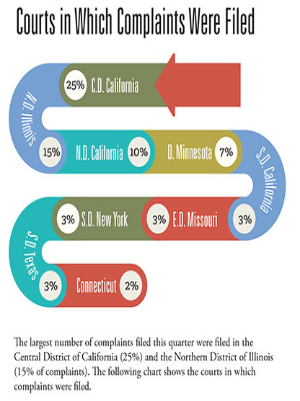 Courts in Which Complaints Were Filed
25% C.D. California
N.D. Illinois
15% N.D. California 10% D. Minnesota 7%
S.D. California
3% S.D. New York 3% E.D. Missouri 3%
S.D. Texas
3% Connecticut 2%
The largest number of complaints filed this quarter were filed in the
Central District of California (25%) and the Northern District of Illinois
(15% of complaints). The following chart shows the courts in which
complaints were filed.